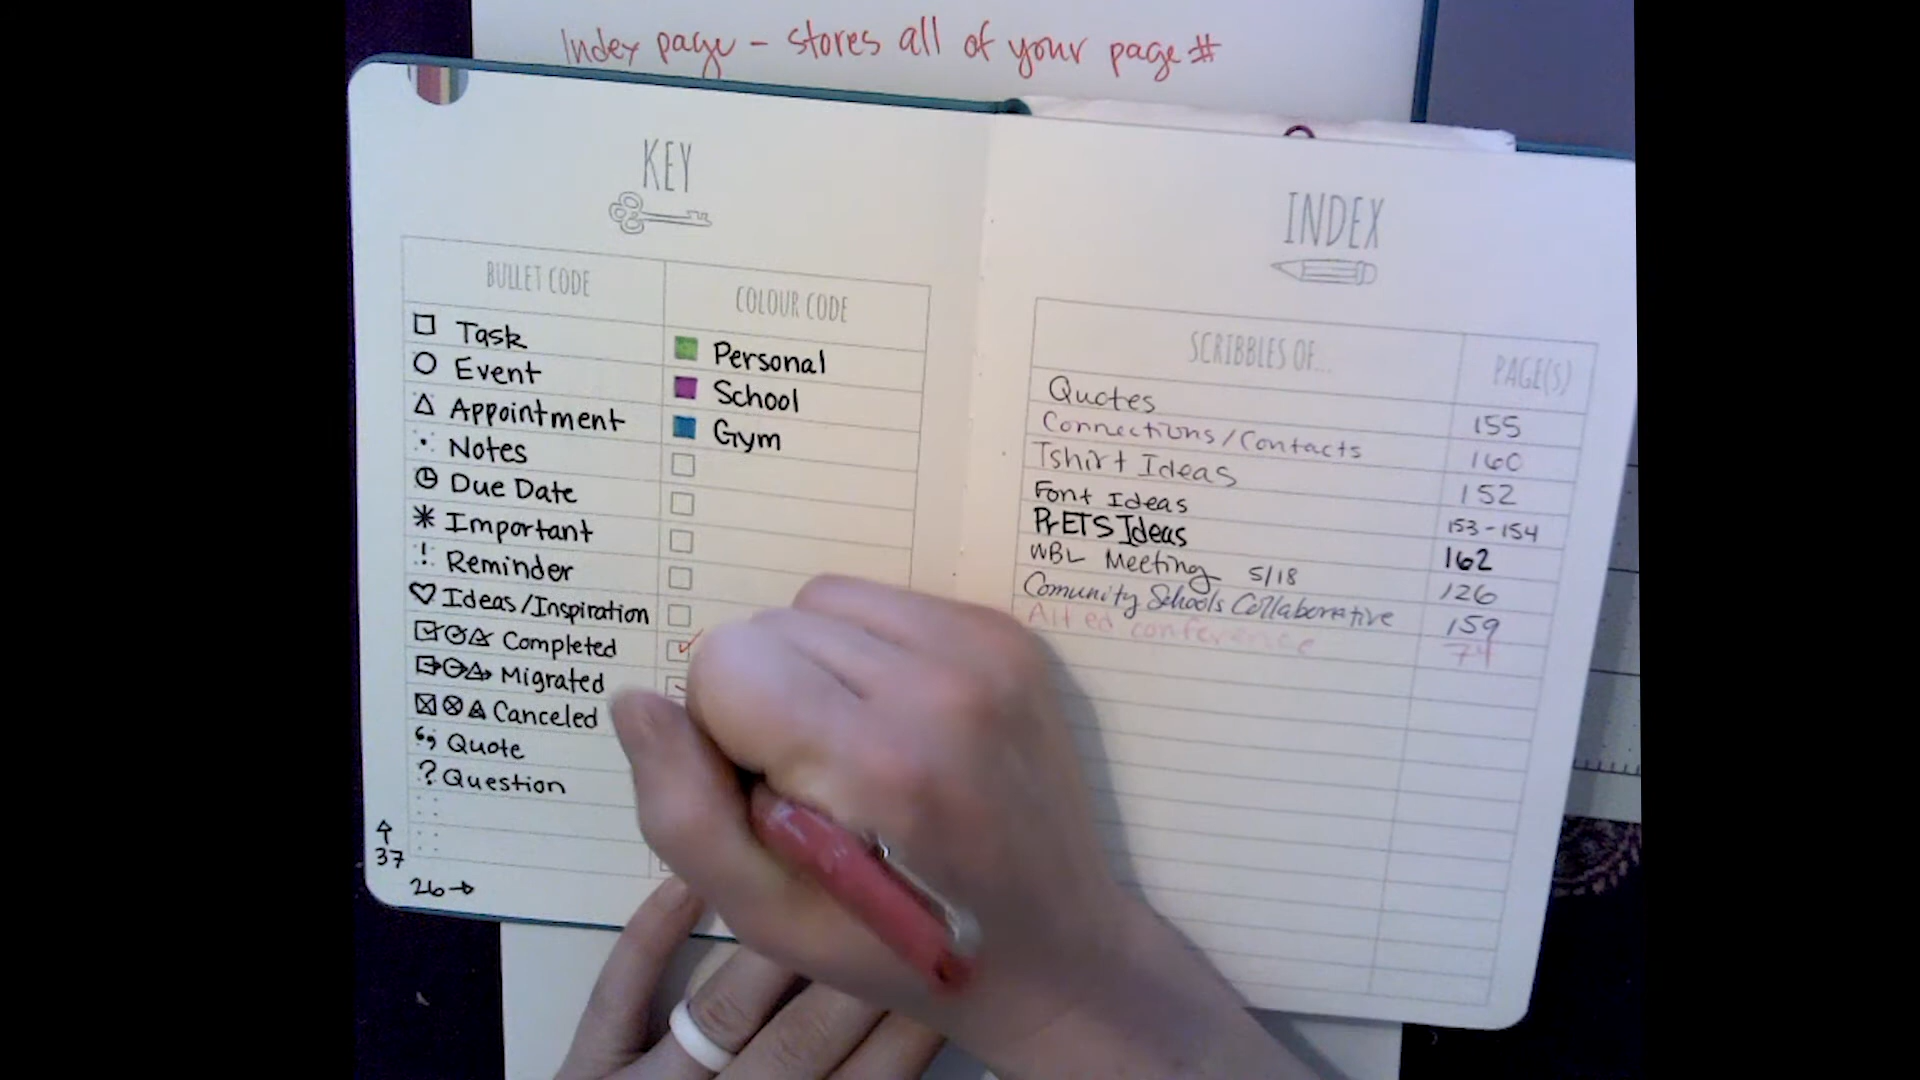 Index page - stores all of your page #
KEY
BULLET CODE
COLOUR CODE
Task
Event
Appointment
Notes
Due Date
Important
! Reminder
Ideas/Inspiration
Completed
Migrated
Canceled
Quote
? Question
37
26 →
Personal
School
Gym
INDEX
SCRIBBLES OF... PAGE(S)
Quotes 155
Connections/Contacts 160
Tshirt Ideas 152
Font Ideas 153-154
PrETS Ideas 162
WBL Meeting 5/18 126
Comunity Schools Collaborative 159
Alt ed conference 74